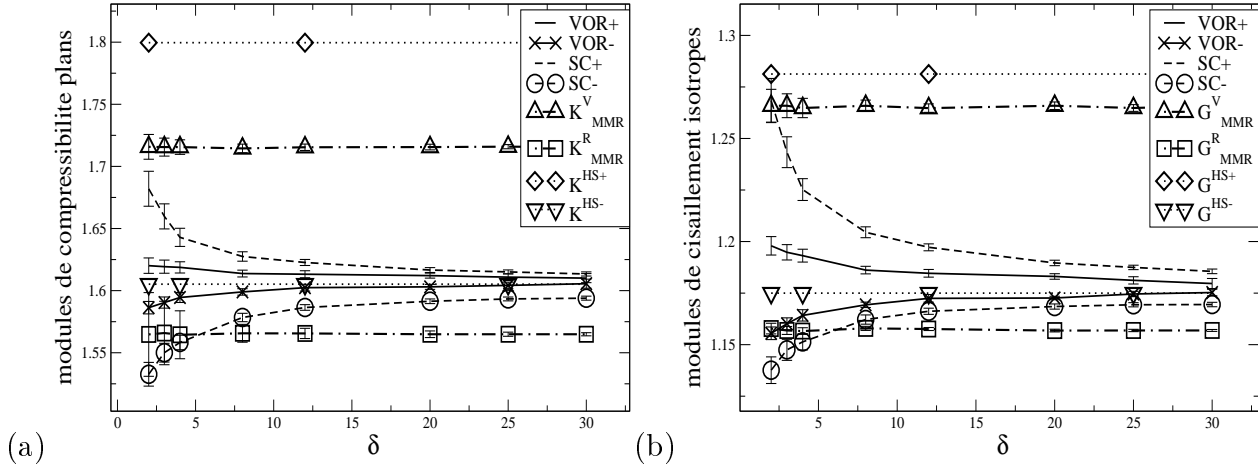 modules de compressibilite plans
1.8
1.75
1.7
1.65
1.6
1.55
0
5
10
15
20
25
30
δ
VOR+
VOR-
SC+
SC-
K^V_MMR
K^R_MMR
K^HS+
K^HS-
(a)
modules de cisaillement isotropes
1.3
1.25
1.2
1.15
5
10
15
20
25
30
δ
VOR+
VOR-
SC+
SC-
G^V_MMR
G^R_MMR
G^HS+
G^HS-
(b)